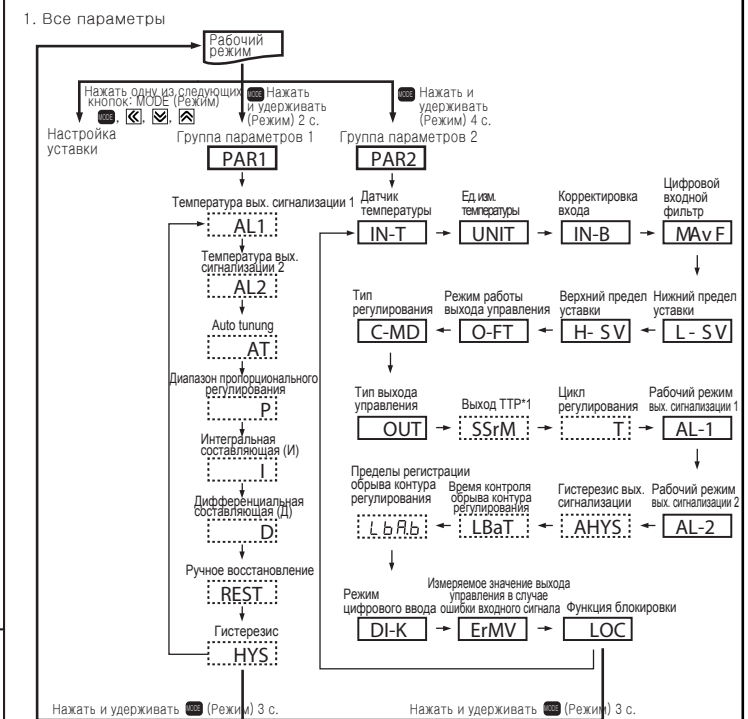 1. Все параметры
Рабочий
режим
Нажать одну из следующих
кнопок: MODE (Режим)
MODE, , , 
Настройка
уставки
MODE Нажать
и удерживать
(Режим) 2 с.
MODE Нажать и
удерживать
(Режим) 4 с.
Группа параметров 1
PAR1
Группа параметров 2
PAR2
Температура вых. сигнализации 1
AL1
Температура вых.
сигнализации 2
AL2
Auto tunung
AT
Диапазон пропорционального
регулирования
P
Интегральная
составляющая (И)
I
Дифференциальная
составляющая (Д)
D
Ручное восстановление
REST
Гистерезис
HYS
Датчик
температуры
IN-T
Ед.изм.
температуры
UNIT
Корректировка
входа
IN-B
Цифровой
входной
фильтр
MAv F
Тип
регулирования
C-MD
Режим работы
выхода управления
O-FT
Верхний предел
уставки
H- SV
Нижний предел
уставки
L - SV
Тип выхода
управления
OUT
Выход ТТР*1
SSrM
Цикл
регулирования
T
Рабочий режим
вых. сигнализации 1
AL-1
Пределы регистрации
обрыва контура
регулирования
LbA.b
Время контроля
обрыва контура
регулирования
LBaT
Гистерезис вых.
сигнализации
AHYS
Рабочий режим
вых. сигнализации 2
AL-2
Режим
цифрового ввода
DI-K
Измеряемое значение выхода
управления в случае
ошибки входного сигнала
ErMV
Функция блокировки
LOC
Нажать и удерживать MODE (Режим) 3 с.
Нажать и удерживать MODE (Режим) 3 с.